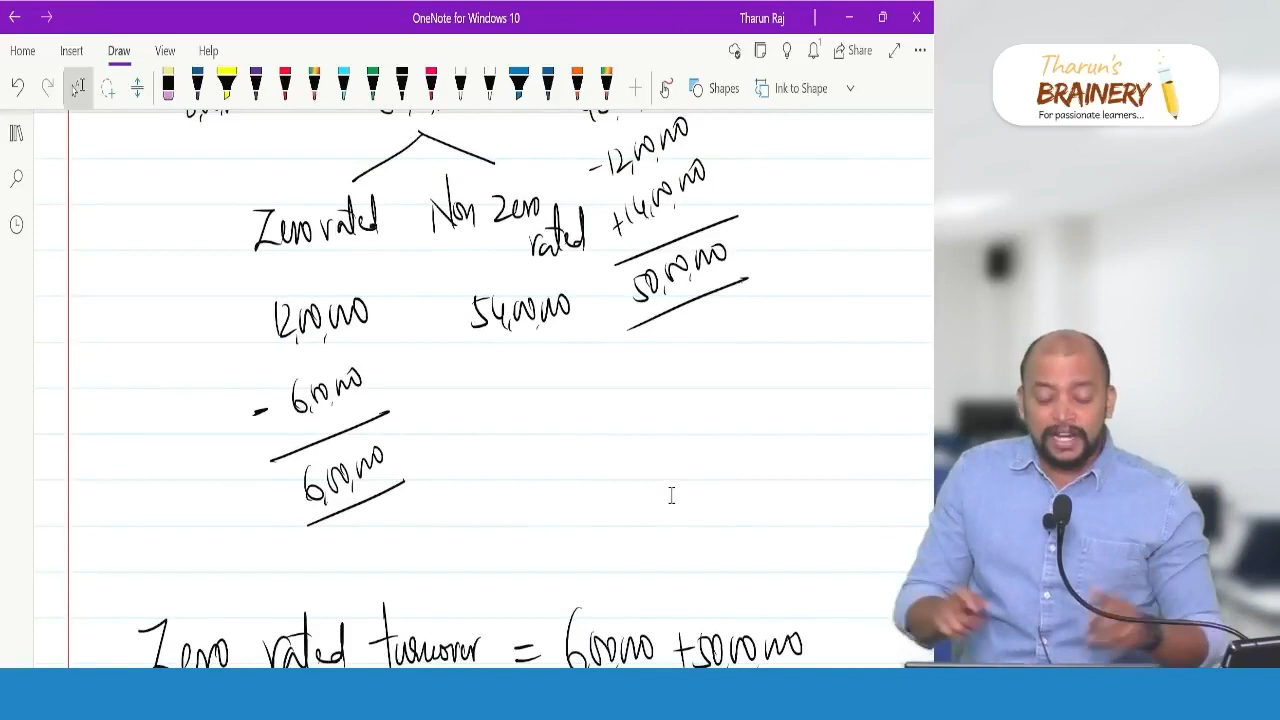 OneNote for Windows 10
Tharun Raj
Home Insert Draw View Help
Share
Shapes
Ink to Shape
Tharun's
BRAINERY
For passionate learners...
-12,00,000
+14,00,000
50,00,000
Zero rated
Non zero
rated
12,00,000
54,00,000
- 6,00,000
6,00,000
Zero rated turnover = 6,00,000 + 50,00,000